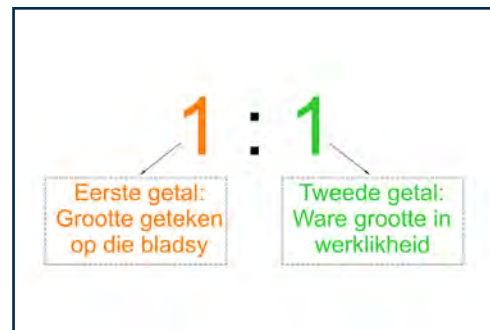 1 : 1
Eerste getal:
Grootte geteken
op die bladsy
Tweede getal:
Ware grootte in
werklikheid